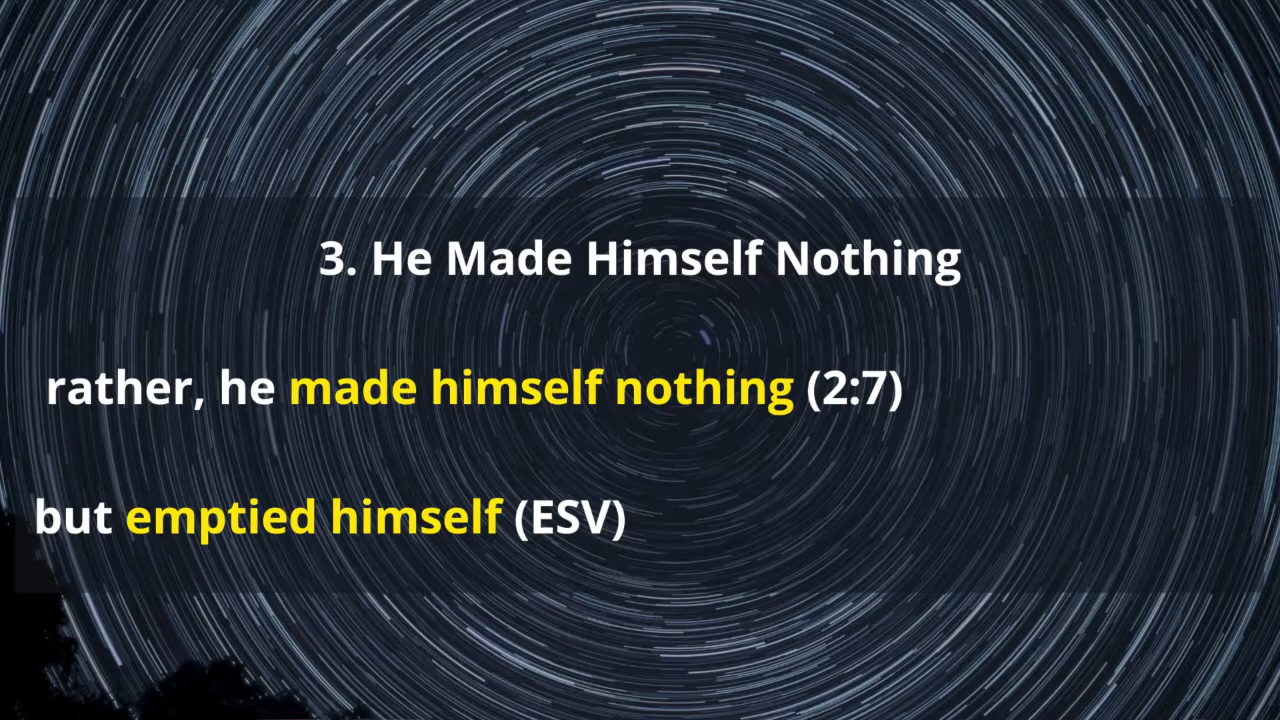 3. He Made Himself Nothing
rather, he made himself nothing (2:7)
but emptied himself (ESV)